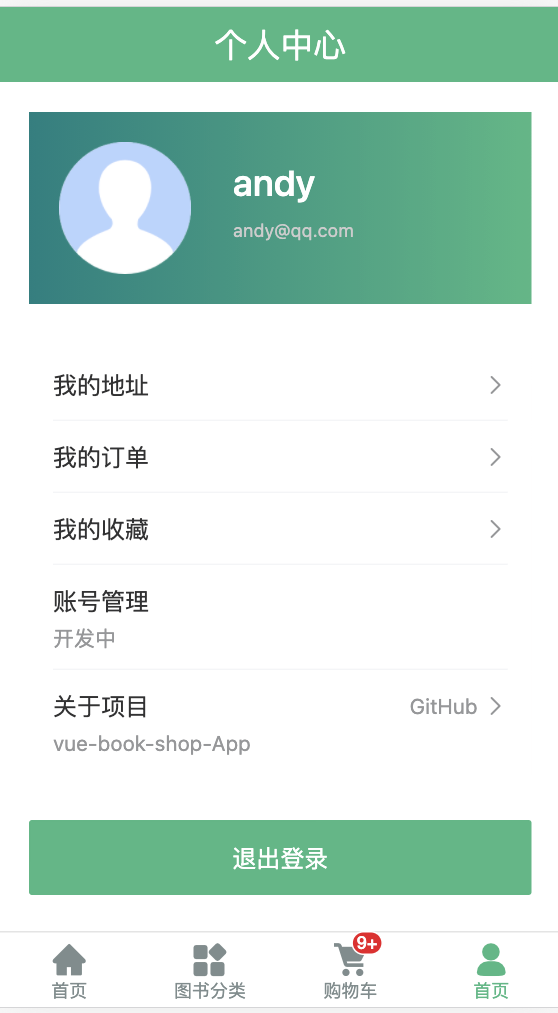 个人中心
andy
andy@qq.com
我的地址
我的订单
我的收藏
账号管理
开发中
关于项目
GitHub
vue-book-shop-App
退出登录
9+
首页
图书分类
购物车
首页